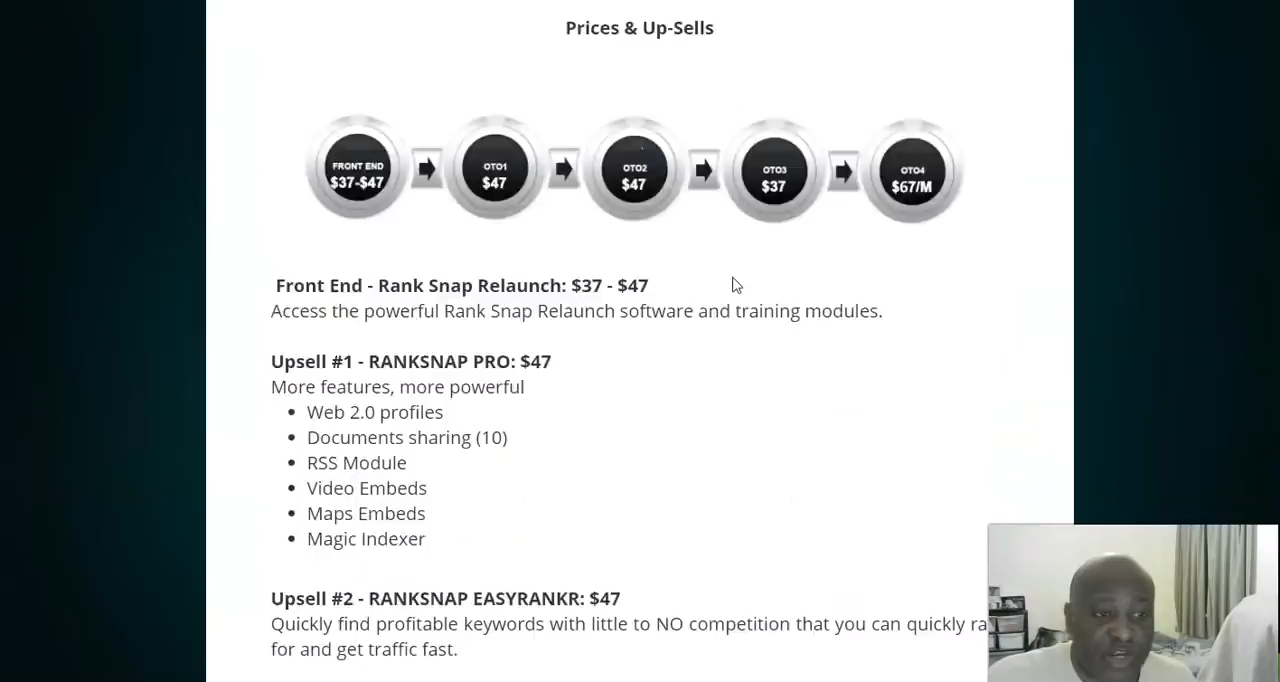 Prices & Up-Sells
FRONT END
$37-$47
OTO1
$47
OTO2
$47
OTO3
$37
OTO4
$67/M
Front End - Rank Snap Relaunch: $37 - $47
Access the powerful Rank Snap Relaunch software and training modules.
Upsell #1 - RANKSNAP PRO: $47
More features, more powerful
• Web 2.0 profiles
• Documents sharing (10)
• RSS Module
• Video Embeds
• Maps Embeds
• Magic Indexer
Upsell #2 - RANKSNAP EASYRANKR: $47
Quickly find profitable keywords with little to NO competition that you can quickly ra
for and get traffic fast.